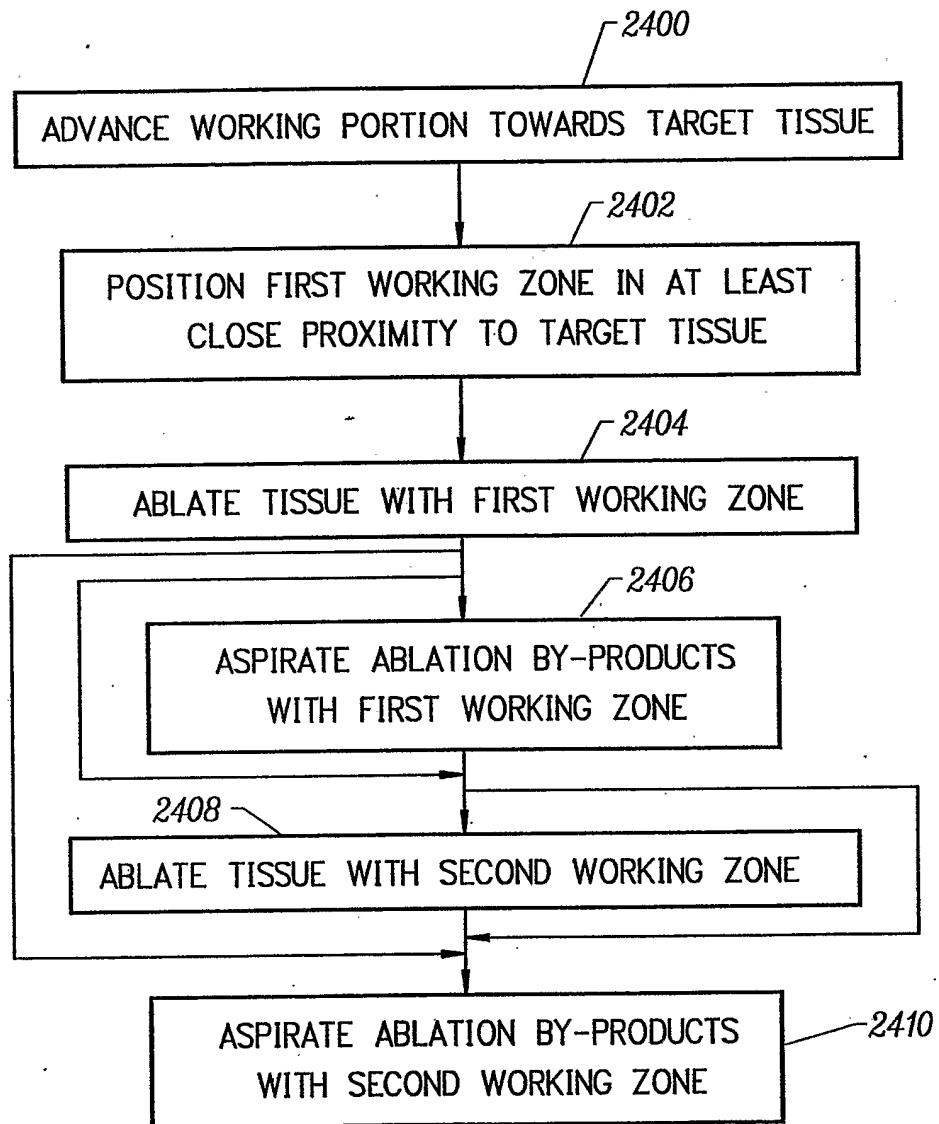 2400
ADVANCE WORKING PORTION TOWARDS TARGET TISSUE
2402
POSITION FIRST WORKING ZONE IN AT LEAST
CLOSE PROXIMITY TO TARGET TISSUE
2404
ABLATE TISSUE WITH FIRST WORKING ZONE
2406
ASPIRATE ABLATION BY-PRODUCTS
WITH FIRST WORKING ZONE
2408
ABLATE TISSUE WITH SECOND WORKING ZONE
ASPIRATE ABLATION BY-PRODUCTS
WITH SECOND WORKING ZONE
2410